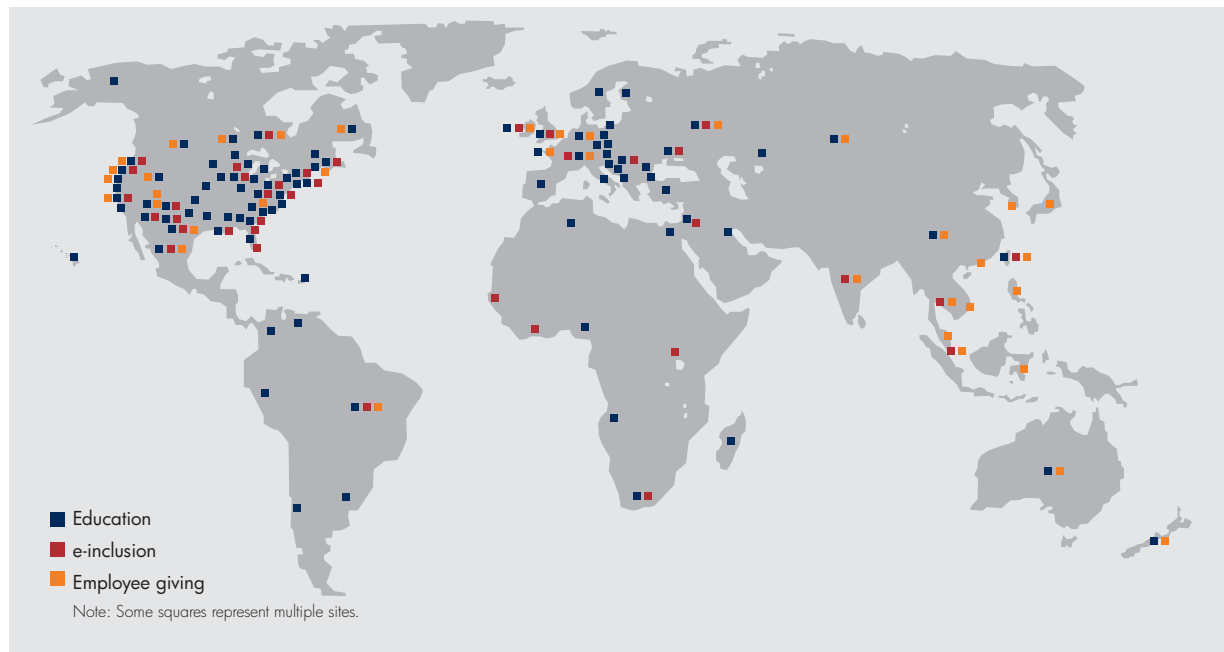 Education
e-inclusion
Employee giving
Note: Some squares represent multiple sites.